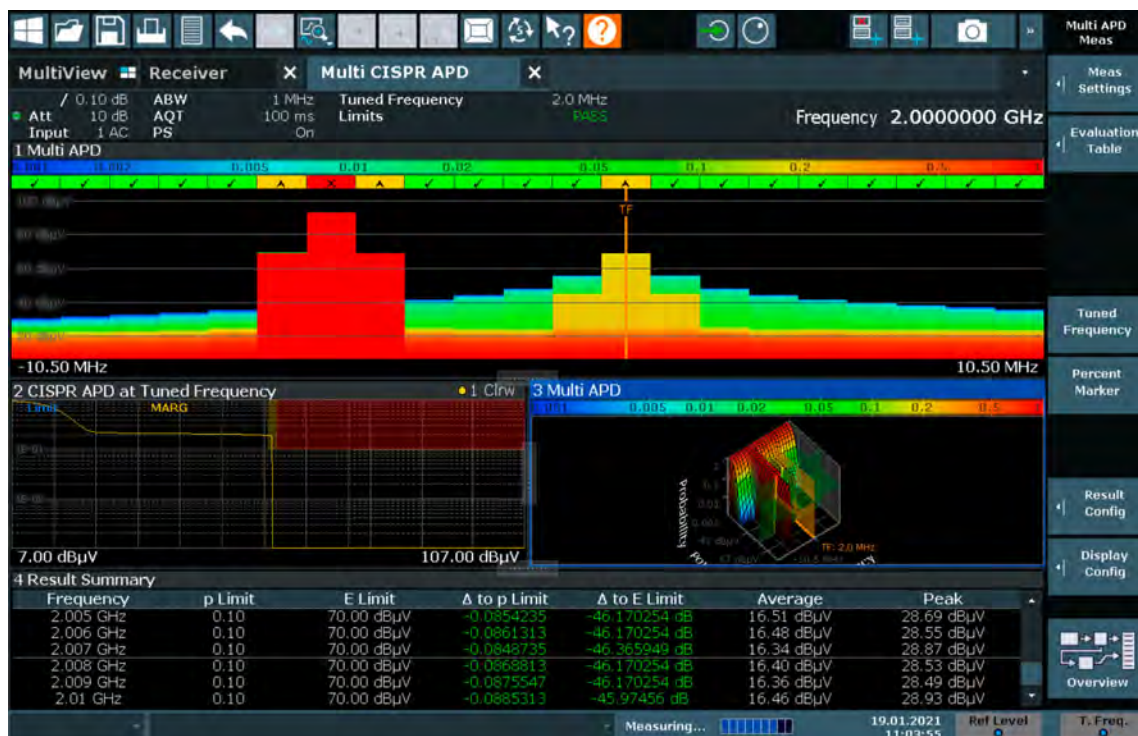 Multi APD
Meas
MultiView Receiver X Multi CISPR APD X
Meas
Settings
/ 0.10 dB ABW 1 MHz Tuned Frequency 2.0 MHz
Att 10 dB AQT 100 ms Limits PASS
Input 1 AC PS On
Frequency 2.0000000 GHz
Evaluation
Table
1 Multi APD
0.001 0.002 0.005 0.01 0.02 0.05 0.1 0.2 0.5
TF
-10.50 MHz 10.50 MHz
Tuned
Frequency
Percent
Marker
2 CISPR APD at Tuned Frequency 1 Clrw
Limit MARG
7.00 dBµV 107.00 dBµV
3 Multi APD
0.001 0.005 0.01 0.02 0.05 0.1 0.2 0.5
Probability
TF: 2.0 MHz
Result
Config
Display
Config
4 Result Summary
Frequency p Limit E Limit Δ to p Limit Δ to E Limit Average Peak
2.005 GHz 0.10 70.00 dBµV -0.0854235 -46.170254 dB 16.51 dBµV 28.69 dBµV
2.006 GHz 0.10 70.00 dBµV -0.0861313 -46.170254 dB 16.48 dBµV 28.55 dBµV
2.007 GHz 0.10 70.00 dBµV -0.0848735 -46.365949 dB 16.34 dBµV 28.87 dBµV
2.008 GHz 0.10 70.00 dBµV -0.0868813 -46.170254 dB 16.40 dBµV 28.53 dBµV
2.009 GHz 0.10 70.00 dBµV -0.0875547 -46.170254 dB 16.36 dBµV 28.49 dBµV
2.01 GHz 0.10 70.00 dBµV -0.0885313 -45.97456 dB 16.46 dBµV 28.93 dBµV
Overview
Measuring... 19.01.2021 Ref Level T. Freq.
11:03:55